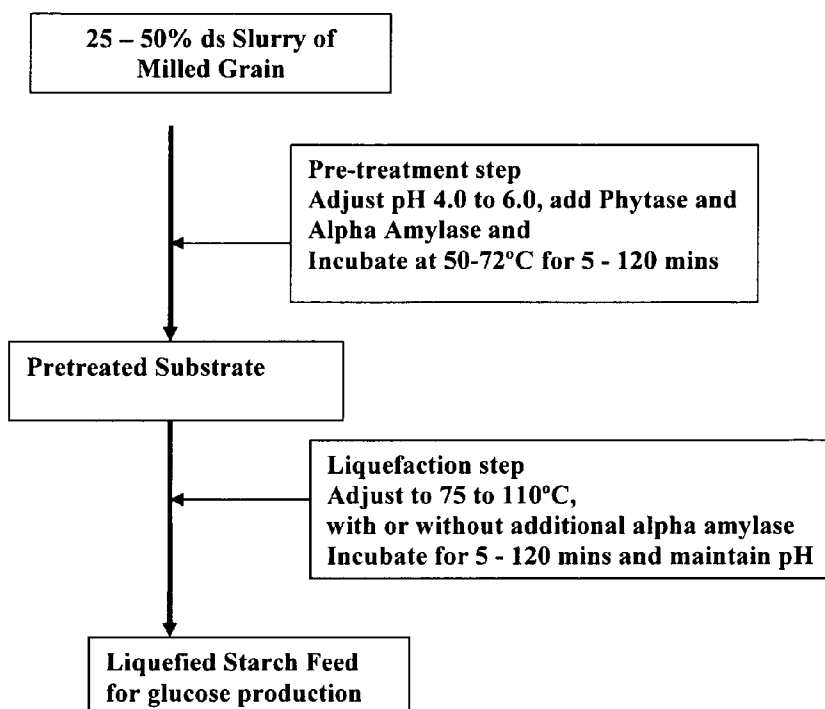 25 – 50% ds Slurry of
Milled Grain
Pre-treatment step
Adjust pH 4.0 to 6.0, add Phytase and
Alpha Amylase and
Incubate at 50-72ºC for 5 - 120 mins
Pretreated Substrate
Liquefaction step
Adjust to 75 to 110ºC,
with or without additional alpha amylase
Incubate for 5 - 120 mins and maintain pH
Liquefied Starch Feed
for glucose production